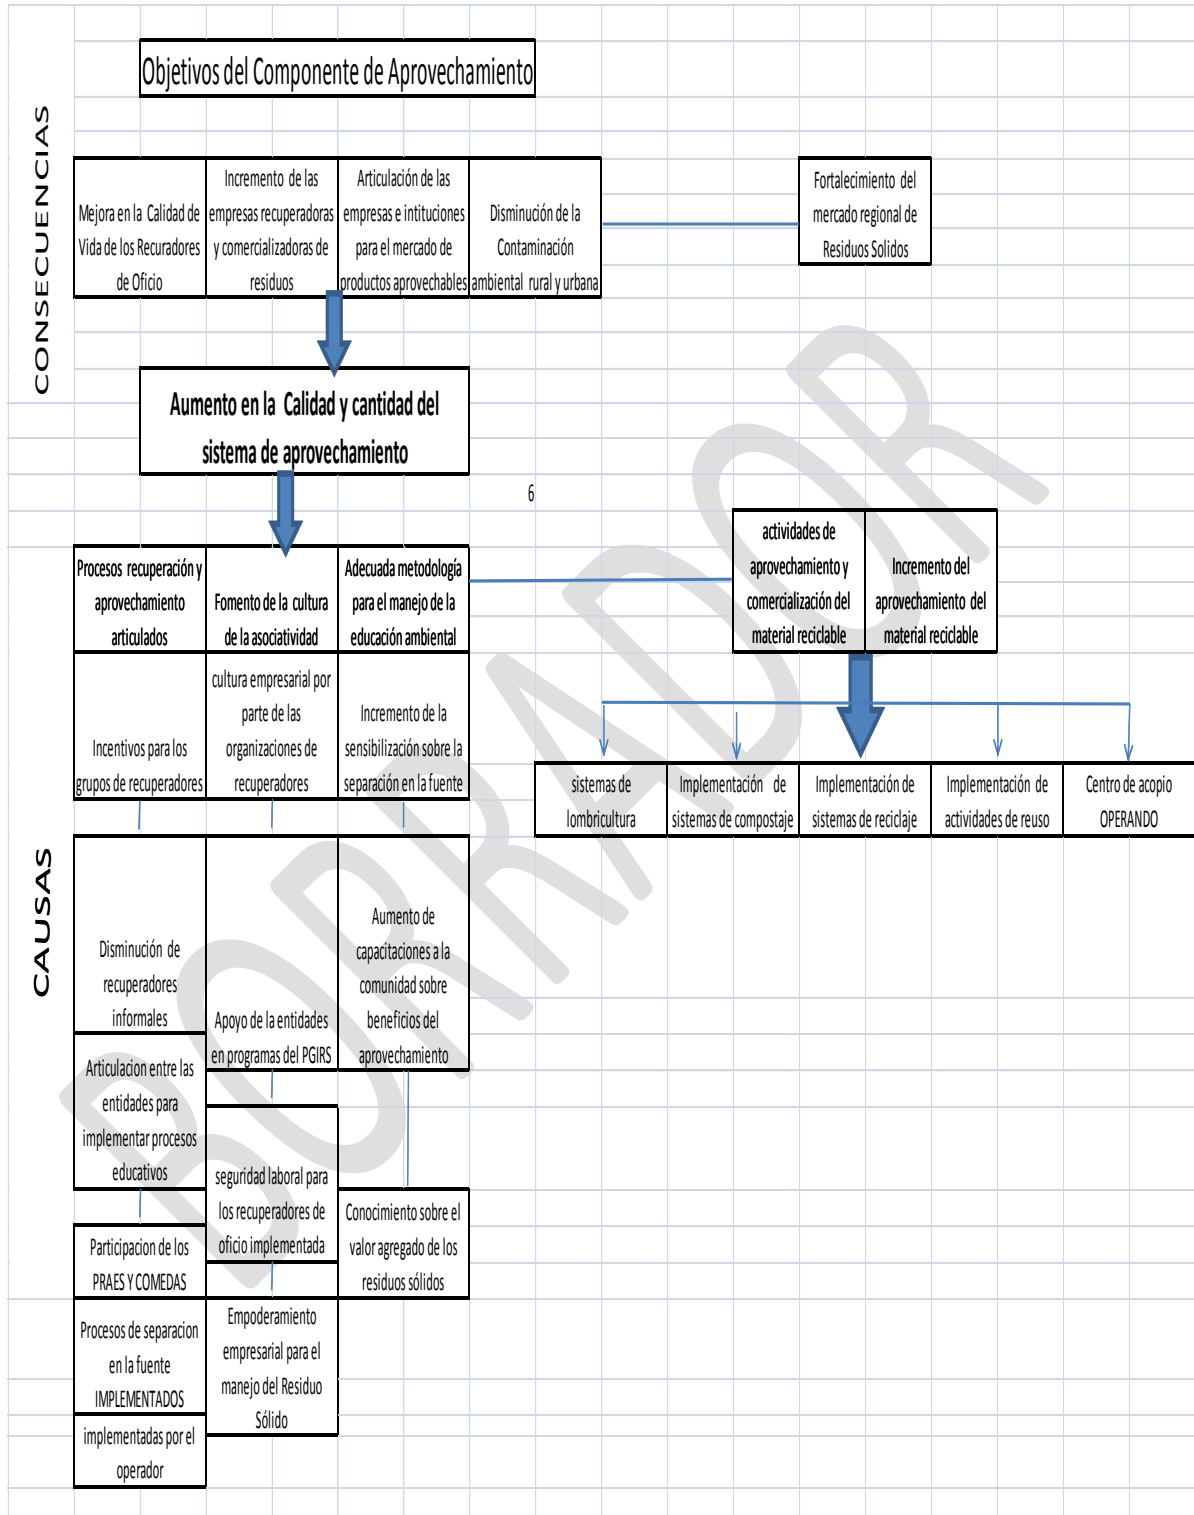 Objetivos del Componente de Aprovechamiento
CONSECUENCIAS
Mejora en la Calidad de
Vida de los Recuradores
de Oficio
Incremento de las
empresas recuperadoras
y comercializadoras de
residuos
Articulación de las
empresas e intituciones
para el mercado de
productos aprovechables
Disminución de la
Contaminación
ambiental rural y urbana
Fortalecimiento del
mercado regional de
Residuos Solidos
Aumento en la Calidad y cantidad del
sistema de aprovechamiento
6
Procesos recuperación y
aprovechamiento
articulados
Fomento de la cultura
de la asociatividad
Adecuada metodología
para el manejo de la
educación ambiental
actividades de
aprovechamiento y
comercialización del
material reciclable
Incremento del
aprovechamiento del
material reciclable
Incentivos para los
grupos de recuperadores
cultura empresarial por
parte de las
organizaciones de
recuperadores
Incremento de la
sensibilización sobre la
separación en la fuente
sistemas de
lombricultura
Implementación de
sistemas de compostaje
Implementación de
sistemas de reciclaje
Implementación de
actividades de reuso
Centro de acopio
OPERANDO
CAUSAS
Disminución de
recuperadores
informales
Apoyo de la entidades
en programas del PGIRS
Aumento de
capacitaciones a la
comunidad sobre
beneficios del
aprovechamiento
Articulacion entre las
entidades para
implementar procesos
educativos
seguridad laboral para
los recuperadores de
oficio implementada
Conocimiento sobre el
valor agregado de los
residuos sólidos
Participacion de los
PRAES Y COMEDAS
Procesos de separacion
en la fuente
IMPLEMENTADOS
Empoderamiento
empresarial para el
manejo del Residuo
Sólido
implementadas por el
operador
BORRADOR